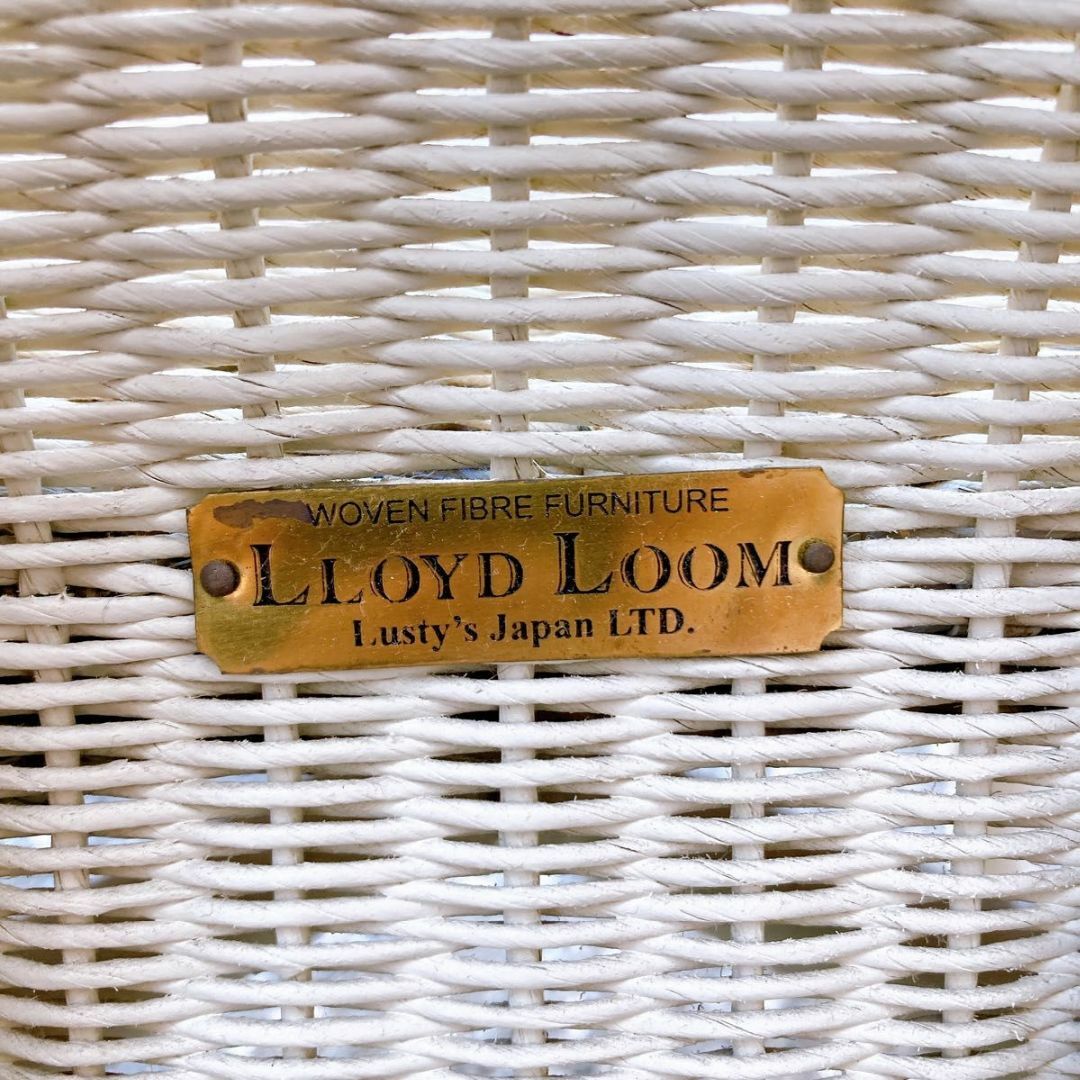 WOVEN FIBRE FURNITURE
LLOYD LOOM
Lusty's Japan LTD.